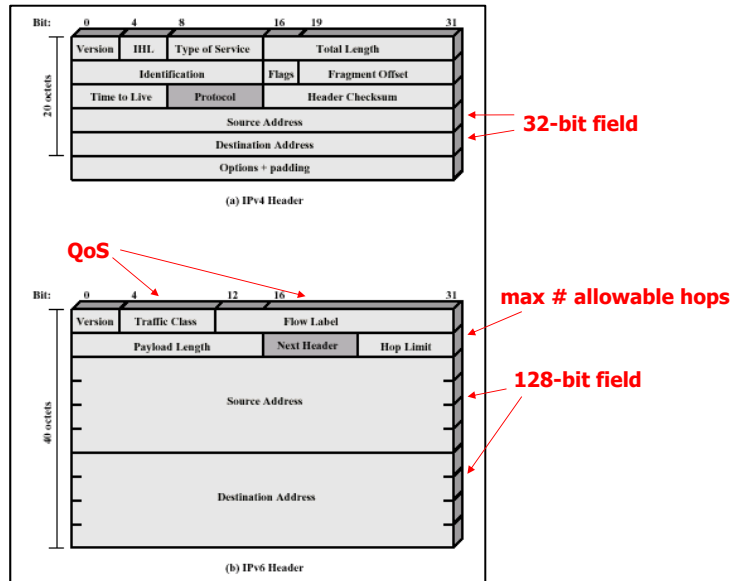 Bit: 0 4 8 16 19 31
Version IHL Type of Service Total Length
Identification Flags Fragment Offset
Time to Live Protocol Header Checksum
20 octets
Source Address
32-bit field
Destination Address
Options + padding
(a) IPv4 Header
QoS
Bit: 0 4 12 16 31
max # allowable hops
Version Traffic Class Flow Label
Payload Length Next Header Hop Limit
128-bit field
Source Address
40 octets
Destination Address
(b) IPv6 Header